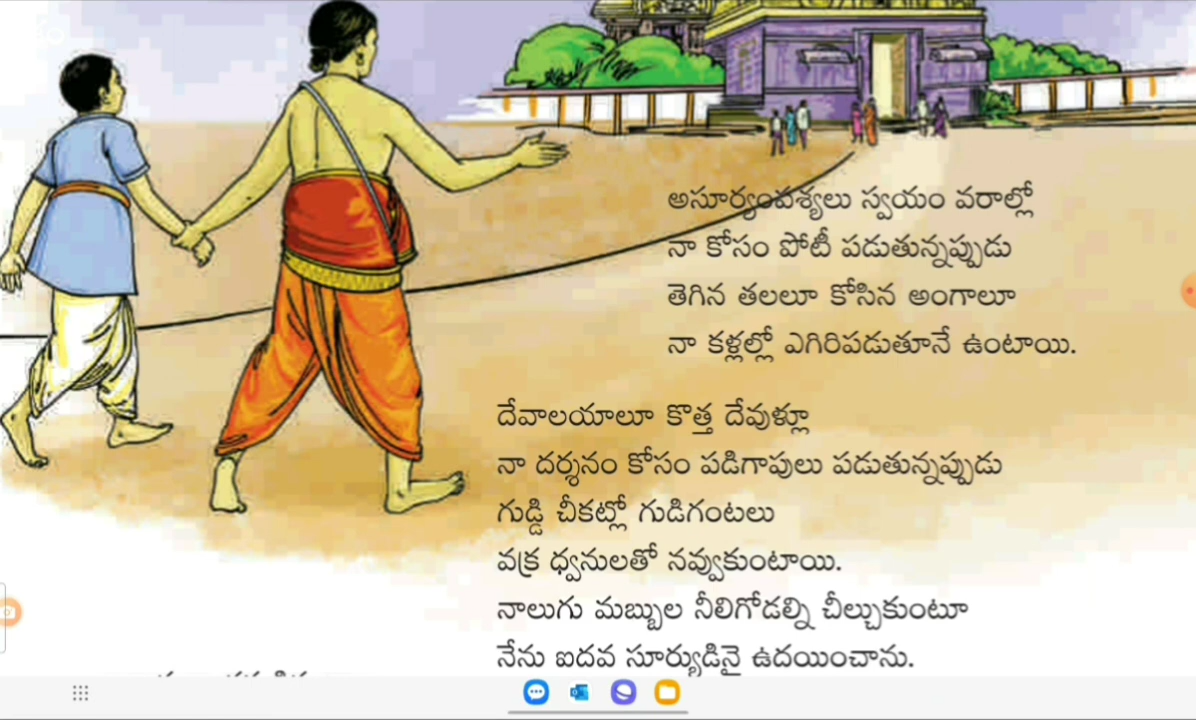 అసూర్యంపశ్యలు స్వయం వరాల్లో
నా కోసం పోటీ పడుతున్నప్పుడు
తెగిన తలలూ కోసిన అంగాలూ
నా కళ్లల్లో ఎగిరిపడుతూనే ఉంటాయి.
దేవాలయాలూ కొత్త దేవుళ్లూ
నా దర్శనం కోసం పడిగాపులు పడుతున్నప్పుడు
గుడ్డి చీకట్లో గుడిగంటలు
వక్ర ధ్వనులతో నవ్వుకుంటాయి.
నాలుగు మబ్బుల నీలిగోడల్ని చీల్చుకుంటూ
నేను ఐదవ సూర్యుడినై ఉదయించాను.